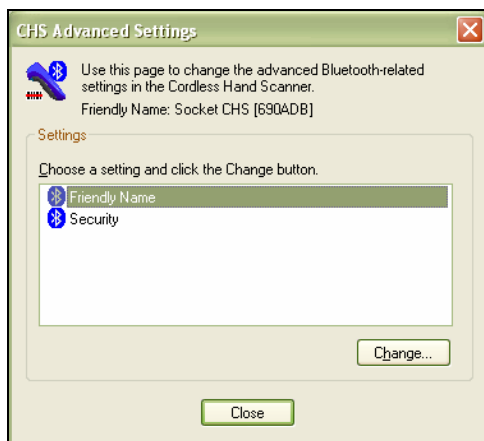 CHS Advanced Settings
Use this page to change the advanced Bluetooth-related
settings in the Cordless Hand Scanner.
Friendly Name: Socket CHS [690ADB]
Settings
Choose a setting and click the Change button.
Friendly Name
Security
Change...
Close